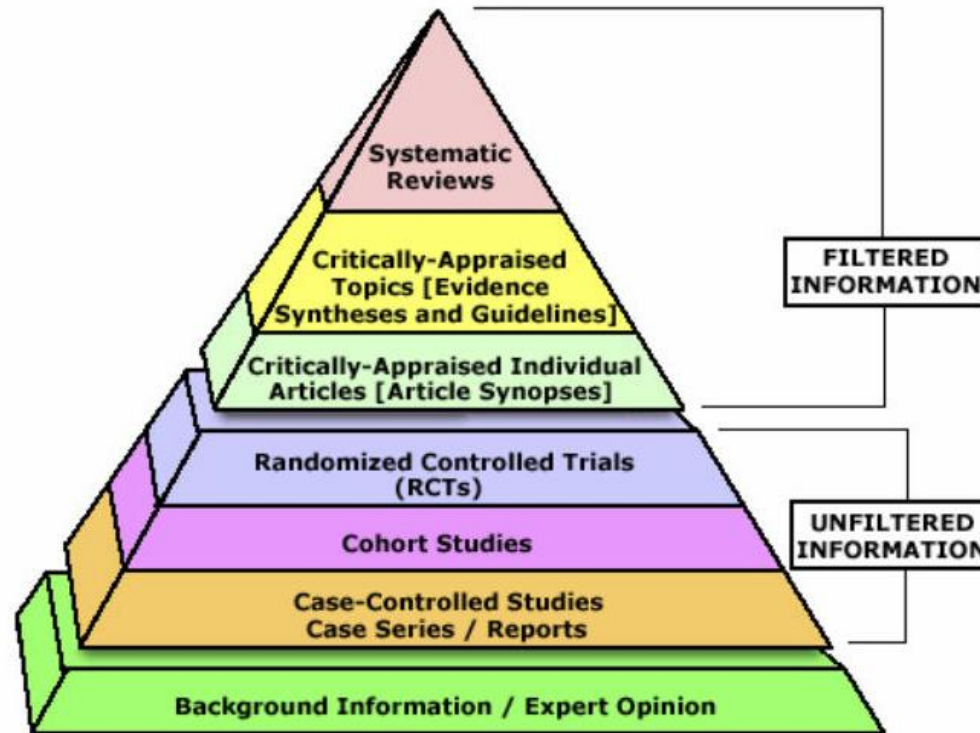 Systematic
Reviews
Critically-Appraised
Topics [Evidence
Syntheses and Guidelines]
FILTERED
INFORMATION
Critically-Appraised Individual
Articles [Article Synopses]
Randomized Controlled Trials
(RCTs)
UNFILTERED
INFORMATION
Cohort Studies
Case-Controlled Studies
Case Series / Reports
Background Information / Expert Opinion